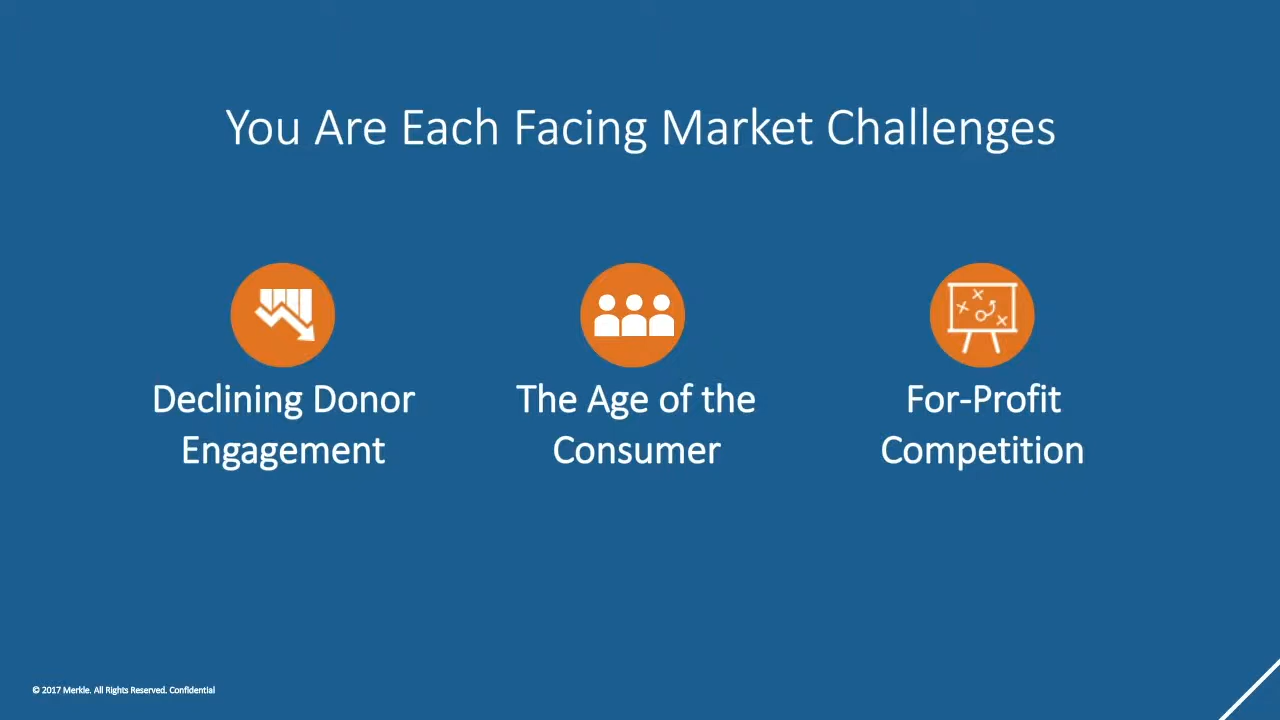 You Are Each Facing Market Challenges
Declining Donor
Engagement
The Age of the
Consumer
For-Profit
Competition
© 2017 Merkle. All Rights Reserved. Confidential